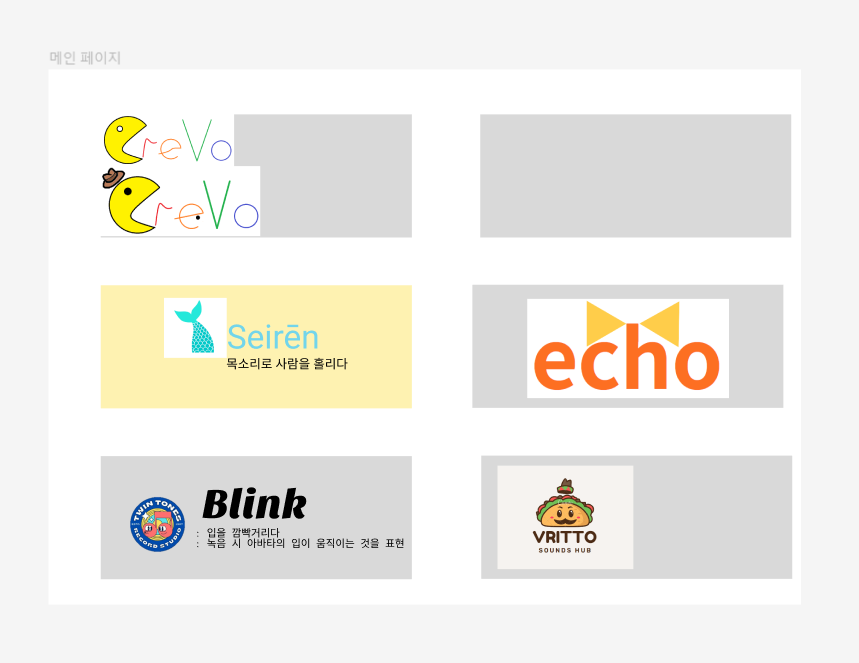 메인 페이지
CreVo
CreVo
Seirēn
목소리로 사람을 홀리다
echo
Blink
TWIN TONES
RECORD STUDIO
: 입을 깜빡거리다
: 녹음 시 아바타의 입이 움직이는 것을 표현
VRITTO
SOUNDS HUB